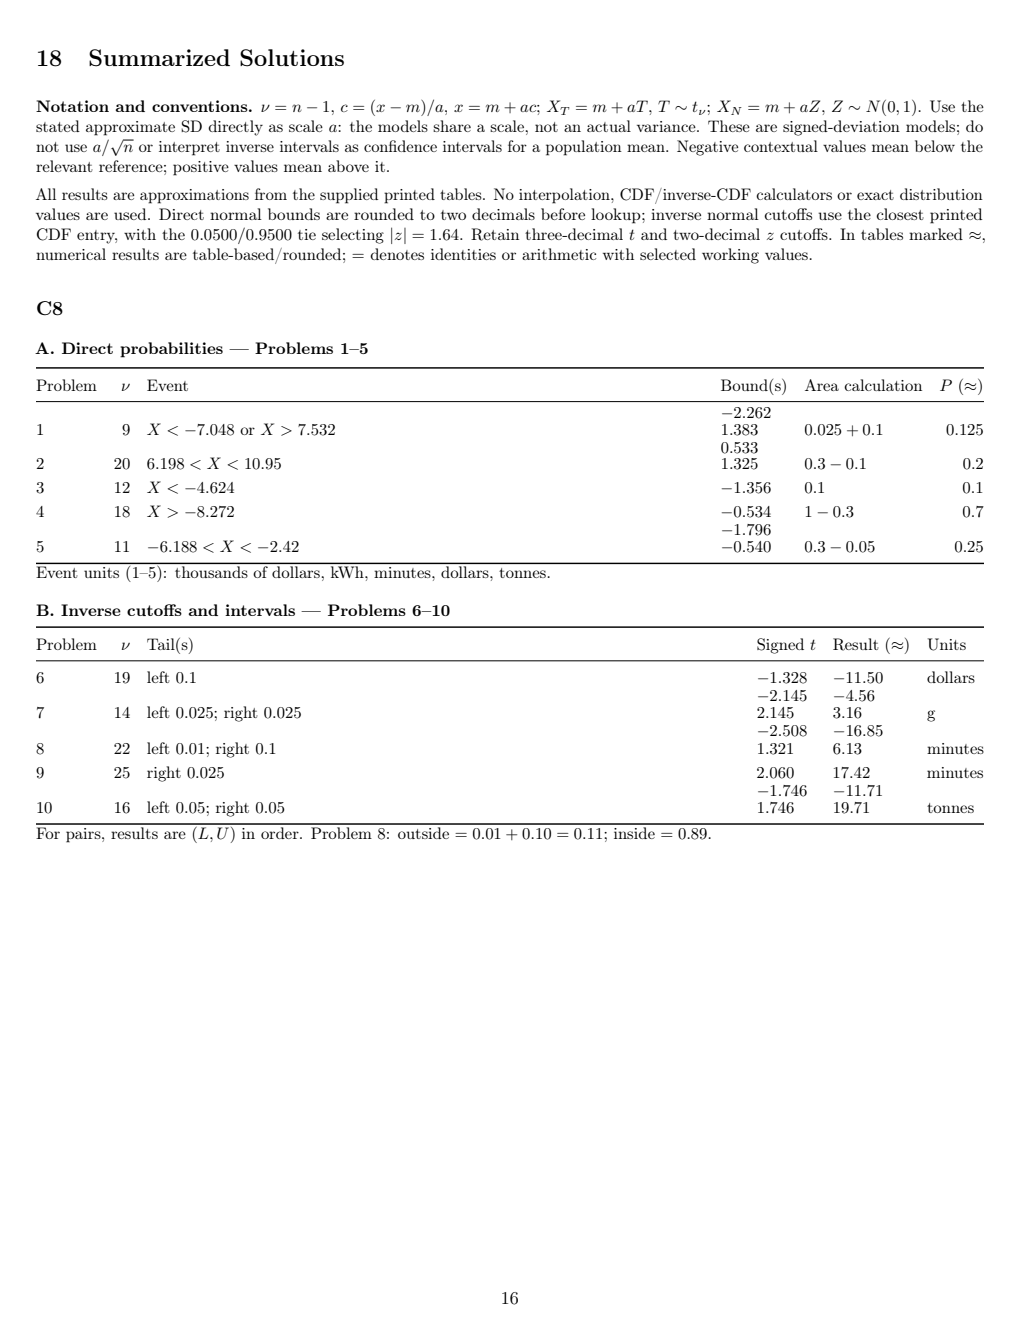 18 Summarized Solutions
Notation and conventions. ν = n − 1, c = (x − m)/a, x = m + ac; X_T = m + aT, T ∼ t_ν; X_N = m + aZ, Z ∼ N(0, 1). Use the
stated approximate SD directly as scale a: the models share a scale, not an actual variance. These are signed-deviation models; do
not use a/√n or interpret inverse intervals as confidence intervals for a population mean. Negative contextual values mean below the
relevant reference; positive values mean above it.
All results are approximations from the supplied printed tables. No interpolation, CDF/inverse-CDF calculators or exact distribution
values are used. Direct normal bounds are rounded to two decimals before lookup; inverse normal cutoffs use the closest printed
CDF entry, with the 0.0500/0.9500 tie selecting |z| = 1.64. Retain three-decimal t and two-decimal z cutoffs. In tables marked ≈,
numerical results are table-based/rounded; = denotes identities or arithmetic with selected working values.
C8
A. Direct probabilities — Problems 1–5
Problem ν Event Bound(s) Area calculation P (≈)
−2.262
1 9 X < −7.048 or X > 7.532 1.383 0.025 + 0.1 0.125
0.533
2 20 6.198 < X < 10.95 1.325 0.3 − 0.1 0.2
3 12 X < −4.624 −1.356 0.1 0.1
4 18 X > −8.272 −0.534 1 − 0.3 0.7
−1.796
5 11 −6.188 < X < −2.42 −0.540 0.3 − 0.05 0.25
Event units (1–5): thousands of dollars, kWh, minutes, dollars, tonnes.
B. Inverse cutoffs and intervals — Problems 6–10
Problem ν Tail(s) Signed t Result (≈) Units
6 19 left 0.1 −1.328 −11.50 dollars
−2.145 −4.56
7 14 left 0.025; right 0.025 2.145 3.16 g
−2.508 −16.85
8 22 left 0.01; right 0.1 1.321 6.13 minutes
9 25 right 0.025 2.060 17.42 minutes
−1.746 −11.71
10 16 left 0.05; right 0.05 1.746 19.71 tonnes
For pairs, results are (L, U) in order. Problem 8: outside = 0.01 + 0.10 = 0.11; inside = 0.89.
16